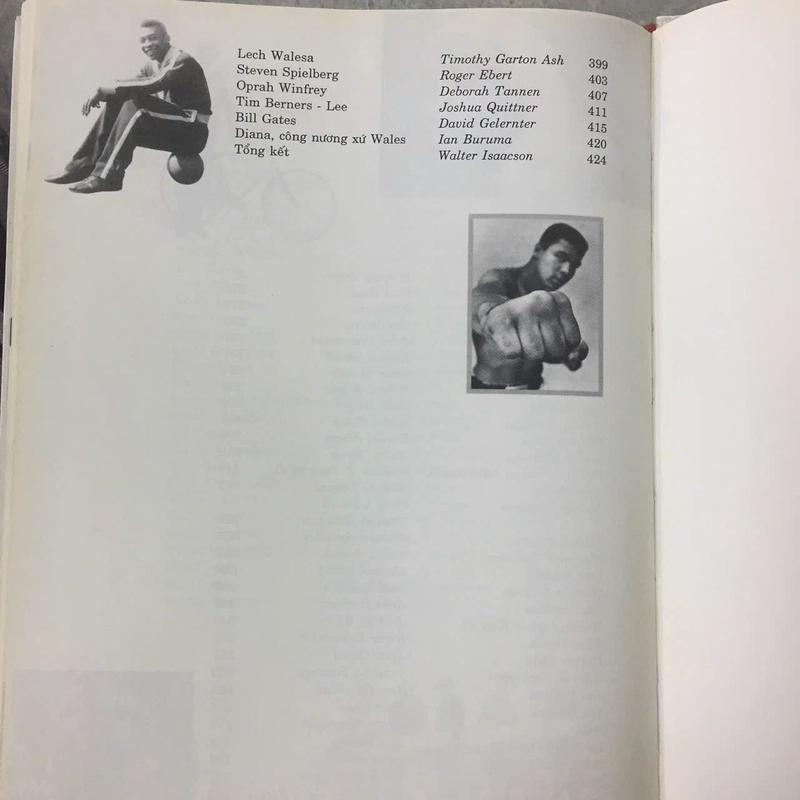 Lech Walesa Timothy Garton Ash 399
Steven Spielberg Roger Ebert 403
Oprah Winfrey Deborah Tannen 407
Tim Berners - Lee Joshua Quittner 411
Bill Gates David Gelernter 415
Diana, công nương xứ Wales Ian Buruma 420
Tổng kết Walter Isaacson 424